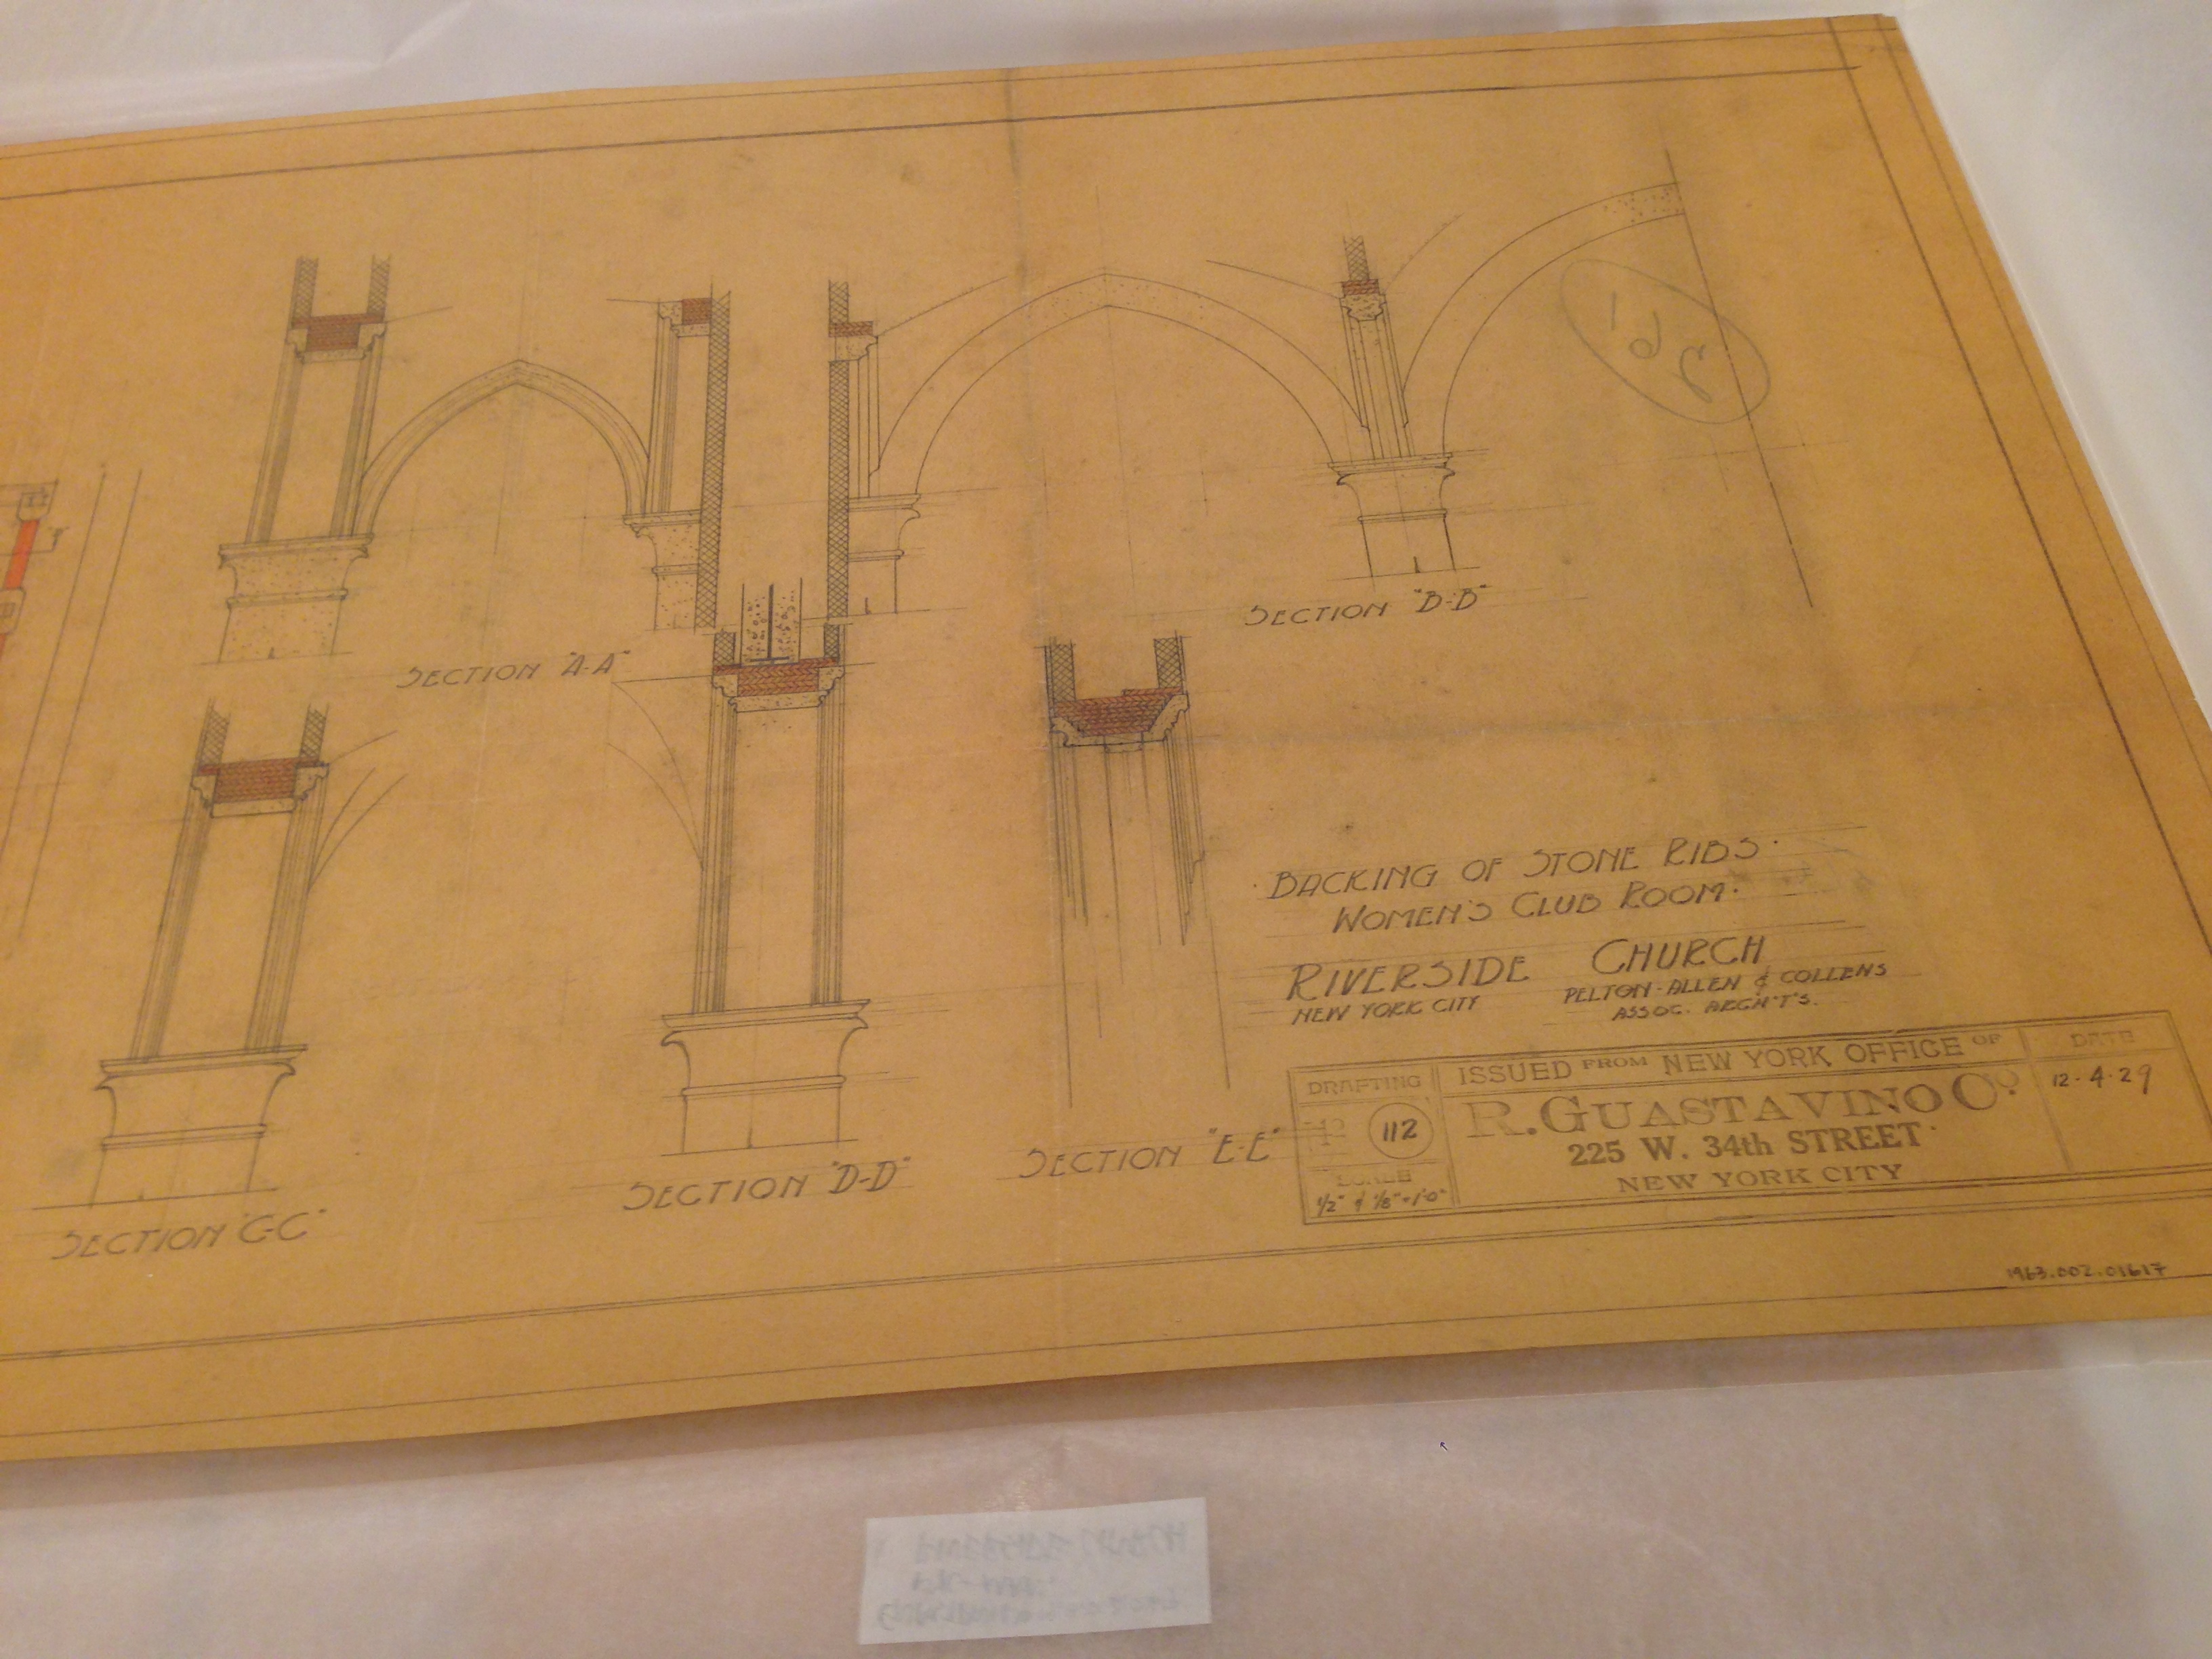 SECTION "A-A"
SECTION "B-B"
SECTION "C-C"
SECTION "D-D"
SECTION "E-E"
·BACKING OF STONE RIBS·
WOMEN'S CLUB ROOM·
RIVERSIDE CHURCH
NEW YORK CITY
PELTON-ALLEN & COLLENS
ASSOC. ARCH'T'S.
DRAFTING
Nº 112
SCALE
1/2" & 1/8"=1'0"
ISSUED FROM NEW YORK OFFICE OF
R. GUASTAVINO Cº
225 W. 34th STREET
NEW YORK CITY
DATE
12-4-29
1963.002.01617